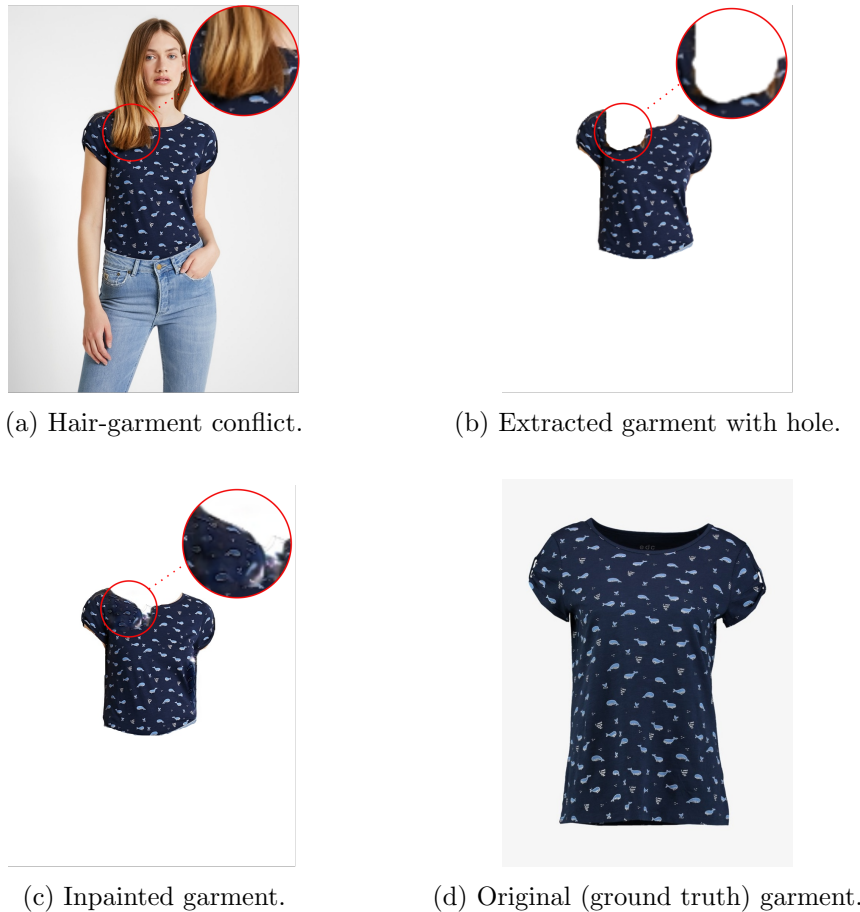 (a) Hair-garment conflict.
(b) Extracted garment with hole.
(c) Inpainted garment.
(d) Original (ground truth) garment.